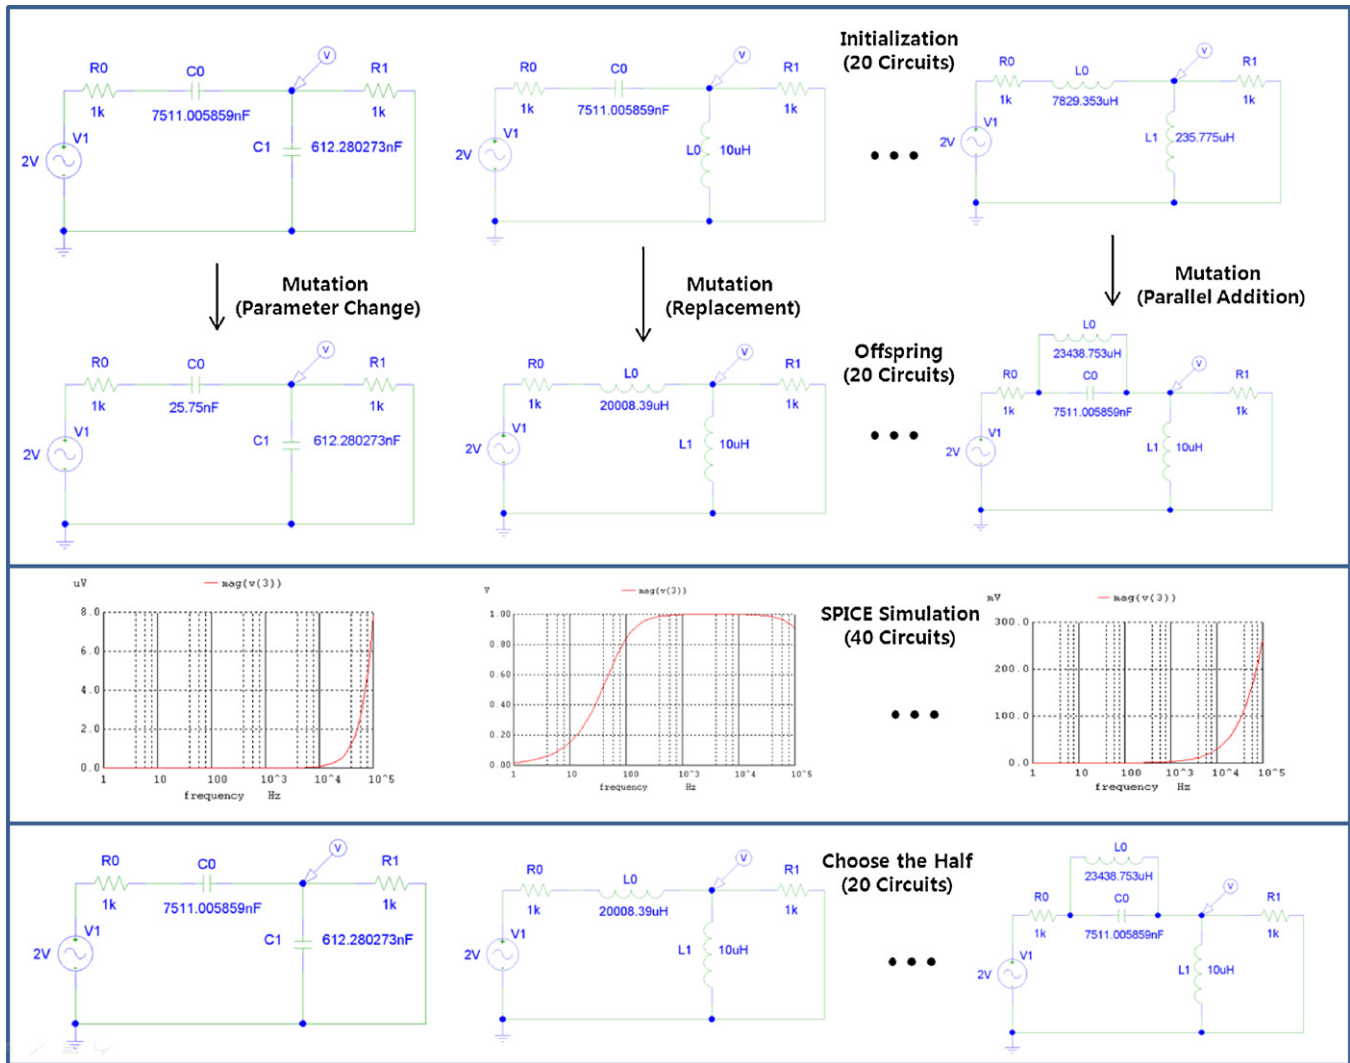 Initialization
(20 Circuits)
R0
C0
V
R1
1k
7511.005859nF
1k
V1
2V
C1
612.280273nF
R0
C0
V
R1
1k
7511.005859nF
1k
V1
2V
L0
10uH
R0
L0
V
R1
1k
7829.353uH
1k
V1
2V
L1
235.775uH
Mutation
(Parameter Change)
Mutation
(Replacement)
Mutation
(Parallel Addition)
Offspring
(20 Circuits)
R0
C0
V
R1
1k
25.75nF
1k
V1
2V
C1
612.280273nF
R0
L0
V
R1
1k
20008.39uH
1k
V1
2V
L1
10uH
L0
23438.753uH
R0
C0
V
R1
1k
7511.005859nF
1k
V1
2V
L1
10uH
SPICE Simulation
(40 Circuits)
uV
mag(v(3))
8.0
6.0
4.0
2.0
0.0
1 10 100 10^3 10^4 10^5
frequency Hz
V
mag(v(3))
1.00
0.80
0.60
0.40
0.20
0.00
1 10 100 10^3 10^4 10^5
frequency Hz
mV
mag(v(3))
300.0
200.0
100.0
0.0
1 10 100 10^3 10^4 10^5
frequency Hz
Choose the Half
(20 Circuits)
R0
C0
V
R1
1k
7511.005859nF
1k
V1
2V
C1
612.280273nF
R0
L0
V
R1
1k
20008.39uH
1k
V1
2V
L1
10uH
L0
23438.753uH
R0
C0
V
R1
1k
7511.005859nF
1k
V1
2V
L1
10uH